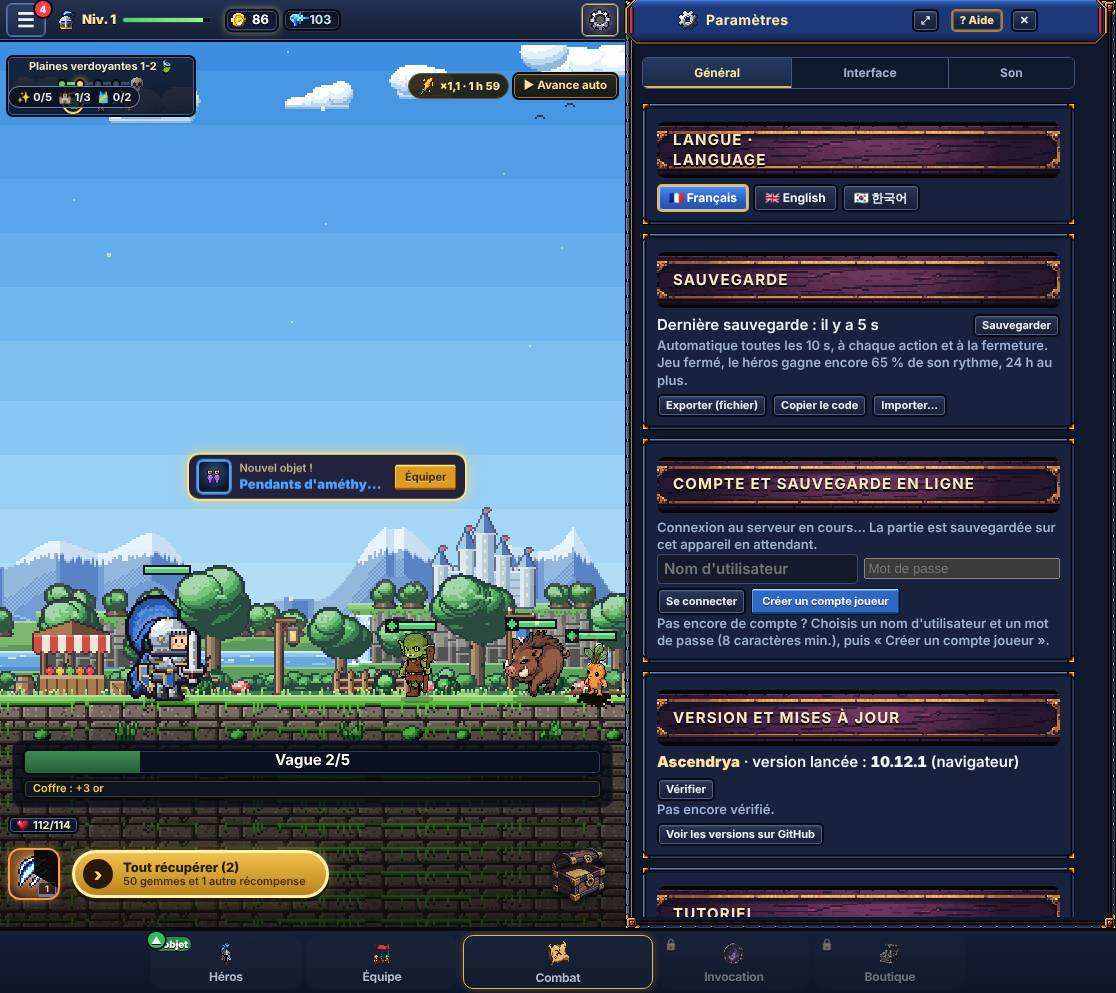 4
Niv. 1
86
103
Plaines verdoyantes 1-2
0/5 1/3 0/2
×1,1 · 1 h 59
▶ Avance auto
Nouvel objet !
Pendants d'améthy...
Équiper
Vague 2/5
Coffre : +3 or
112/114
1
Tout récupérer (2)
50 gemmes et 1 autre récompense
Paramètres
? Aide
Général
Interface
Son
LANGUE ·
LANGUAGE
Français
English
한국어
SAUVEGARDE
Dernière sauvegarde : il y a 5 s
Sauvegarder
Automatique toutes les 10 s, à chaque action et à la fermeture.
Jeu fermé, le héros gagne encore 65 % de son rythme, 24 h au
plus.
Exporter (fichier)
Copier le code
Importer...
COMPTE ET SAUVEGARDE EN LIGNE
Connexion au serveur en cours... La partie est sauvegardée sur
cet appareil en attendant.
Nom d'utilisateur
Mot de passe
Se connecter
Créer un compte joueur
Pas encore de compte ? Choisis un nom d'utilisateur et un mot
de passe (8 caractères min.), puis « Créer un compte joueur ».
VERSION ET MISES À JOUR
Ascendrya · version lancée : 10.12.1 (navigateur)
Vérifier
Pas encore vérifié.
Voir les versions sur GitHub
TUTORIEL
objet
Héros
Équipe
Combat
Invocation
Boutique